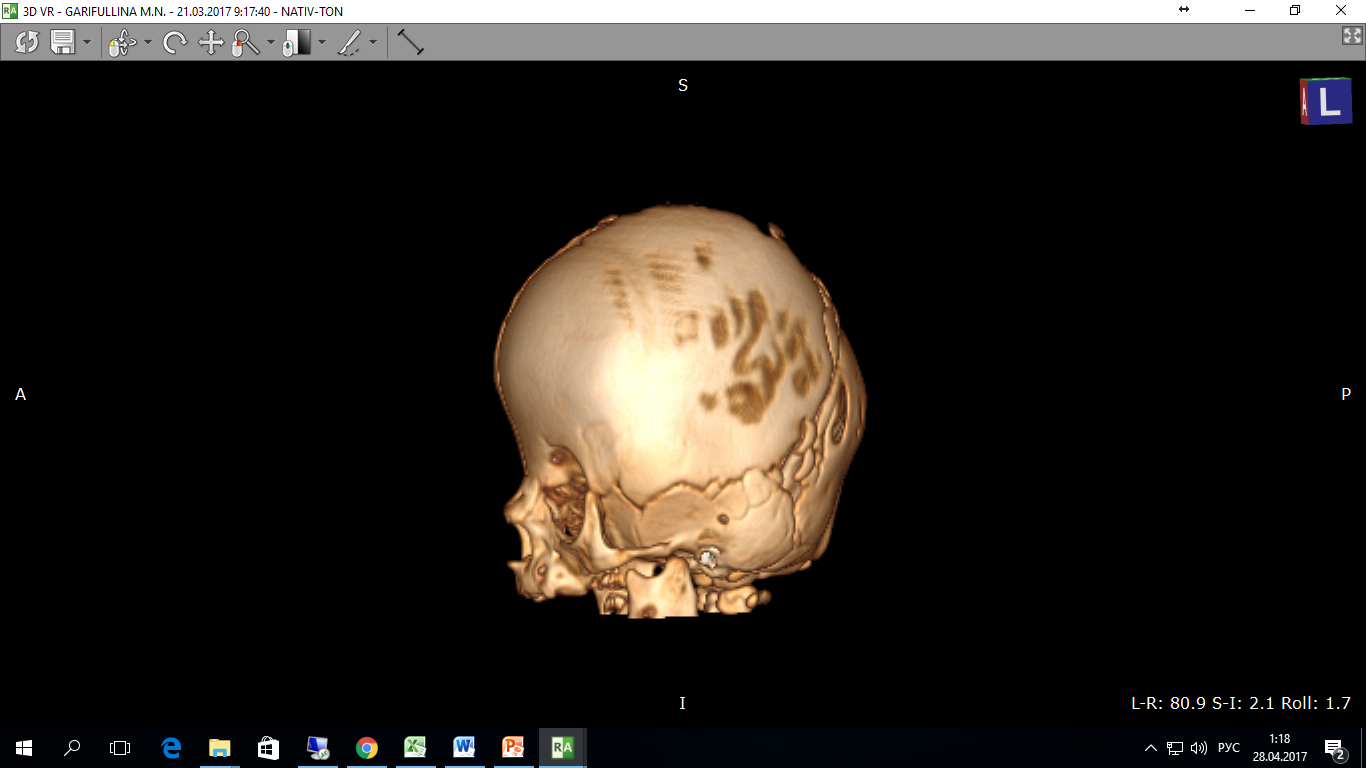 3D VR - GARIFULLINA M.N. - 21.03.2017 9:17:40 - NATIV-TON
S
A
L
A
P
I
L-R: 80.9 S-I: 2.1 Roll: 1.7
RA
РУС
1:18
28.04.2017
2